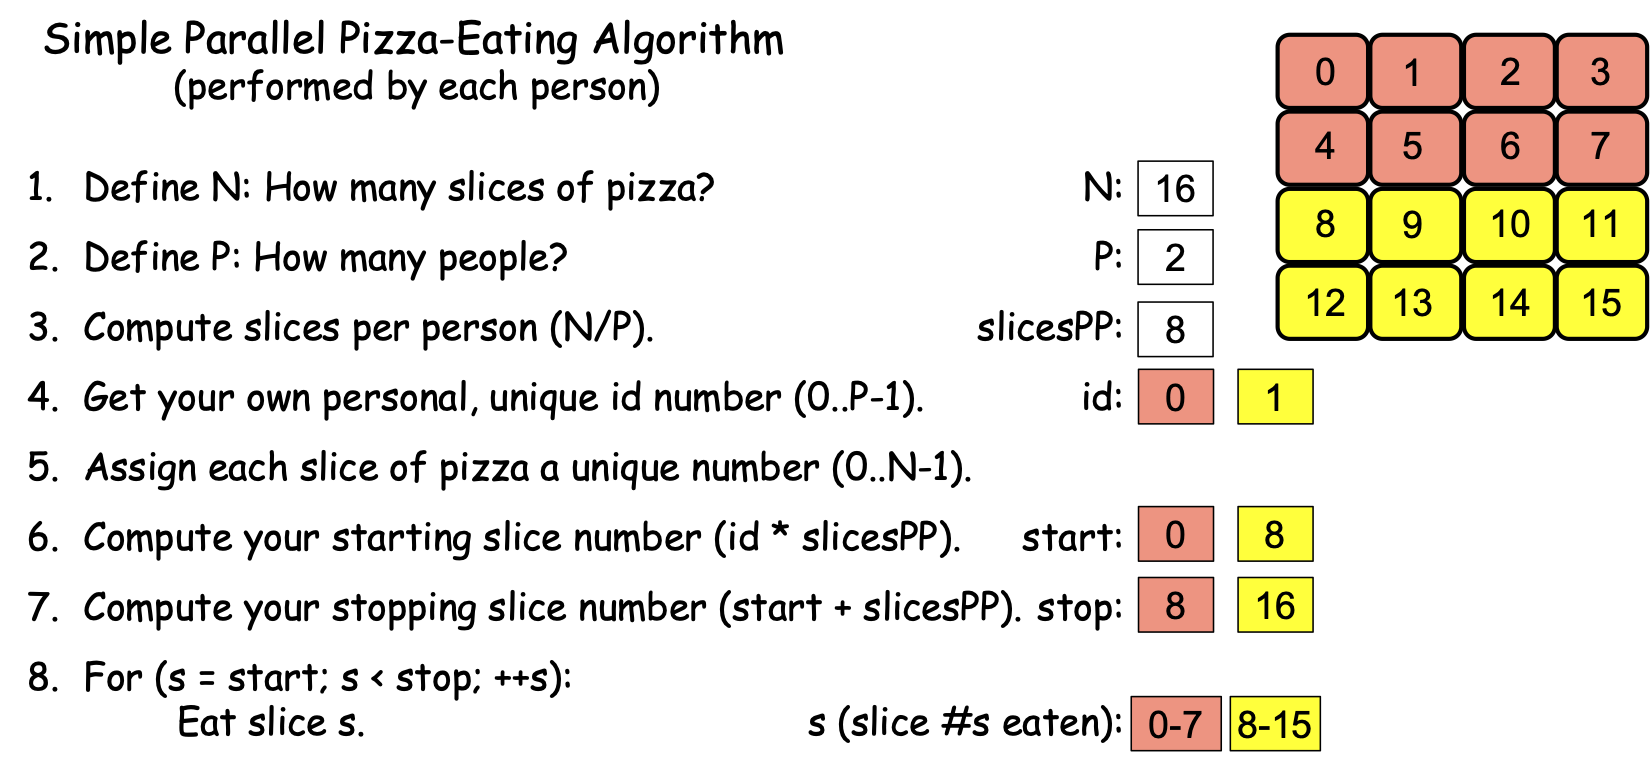 Simple Parallel Pizza-Eating Algorithm
(performed by each person)
0 1 2 3
4 5 6 7
8 9 10 11
12 13 14 15
1. Define N: How many slices of pizza? N: 16
2. Define P: How many people? P: 2
3. Compute slices per person (N/P). slicesPP: 8
4. Get your own personal, unique id number (0..P-1). id: 0 1
5. Assign each slice of pizza a unique number (0..N-1).
6. Compute your starting slice number (id * slicesPP). start: 0 8
7. Compute your stopping slice number (start + slicesPP). stop: 8 16
8. For (s = start; s < stop; ++s):
Eat slice s. s (slice #s eaten): 0-7 8-15